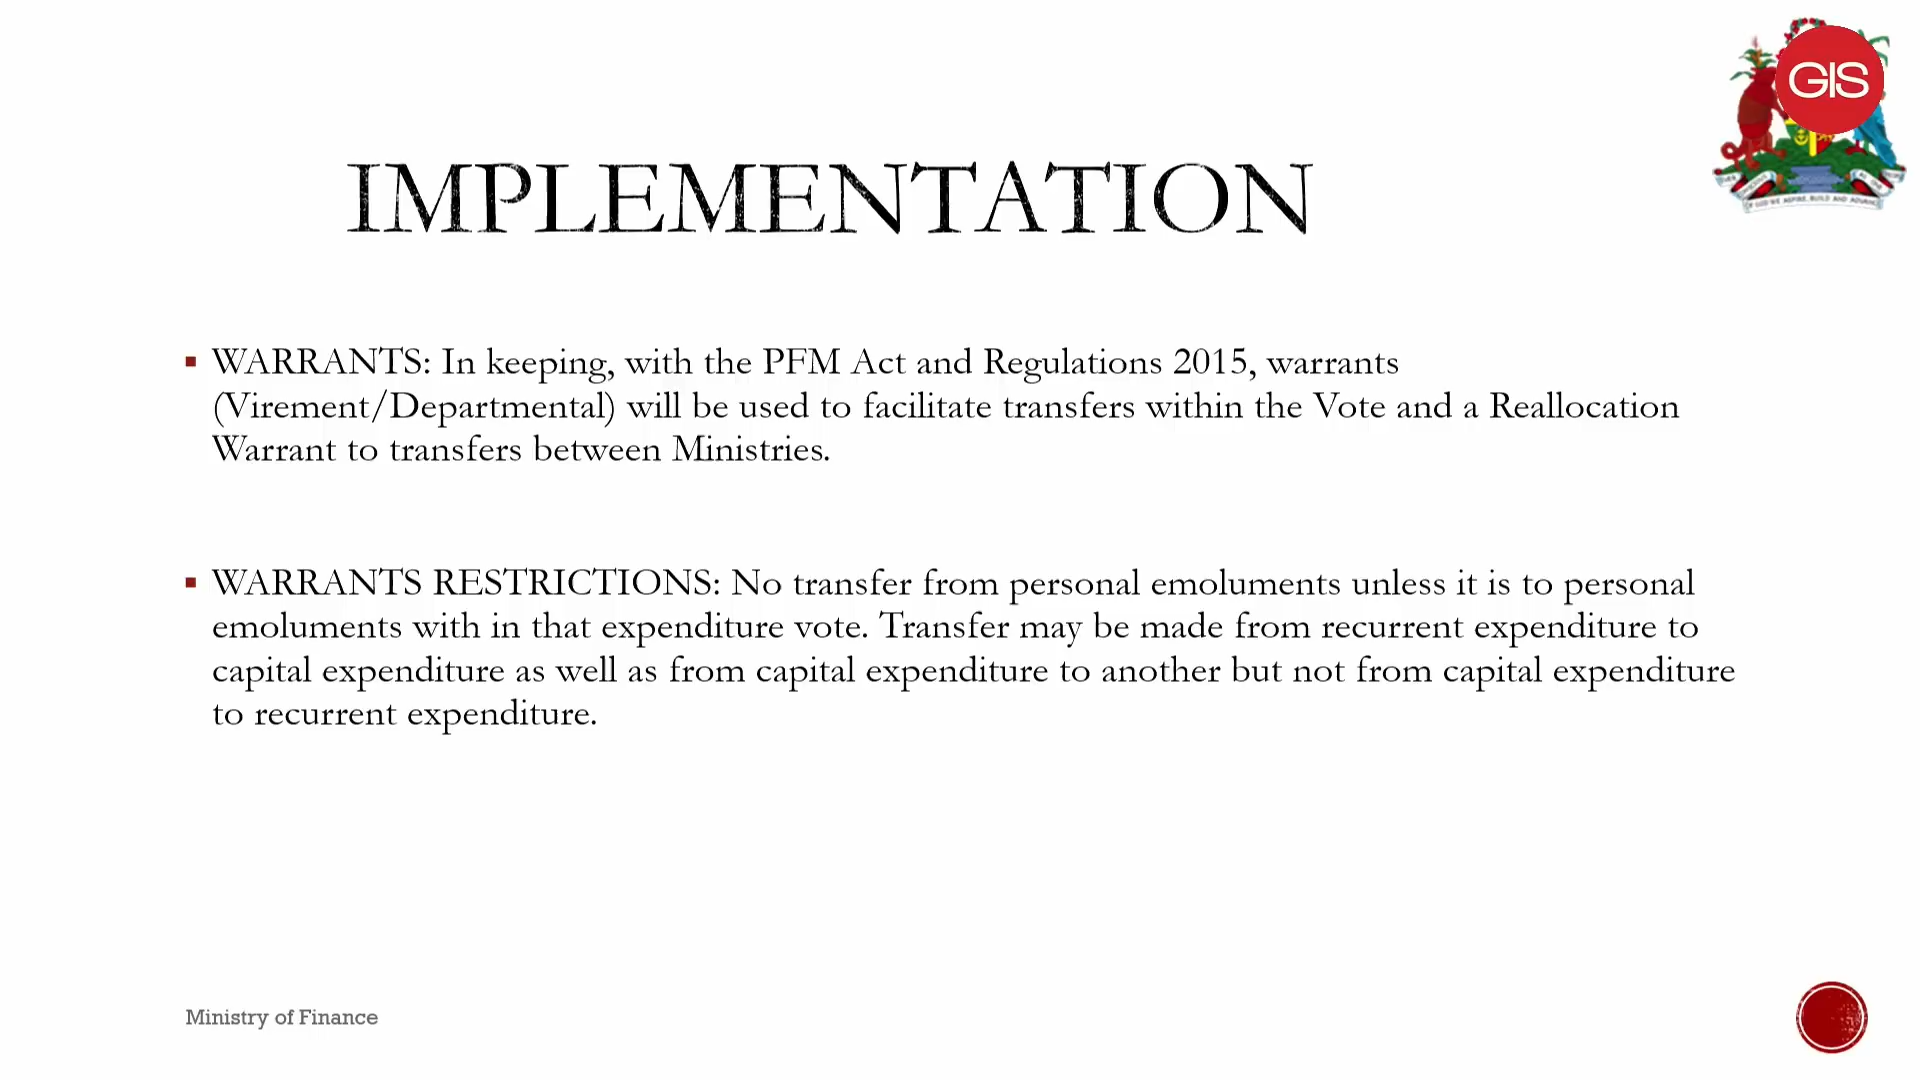 GIS
IMPLEMENTATION
▪ WARRANTS: In keeping, with the PFM Act and Regulations 2015, warrants
(Virement/Departmental) will be used to facilitate transfers within the Vote and a Reallocation
Warrant to transfers between Ministries.
▪ WARRANTS RESTRICTIONS: No transfer from personal emoluments unless it is to personal
emoluments with in that expenditure vote. Transfer may be made from recurrent expenditure to
capital expenditure as well as from capital expenditure to another but not from capital expenditure
to recurrent expenditure.
Ministry of Finance